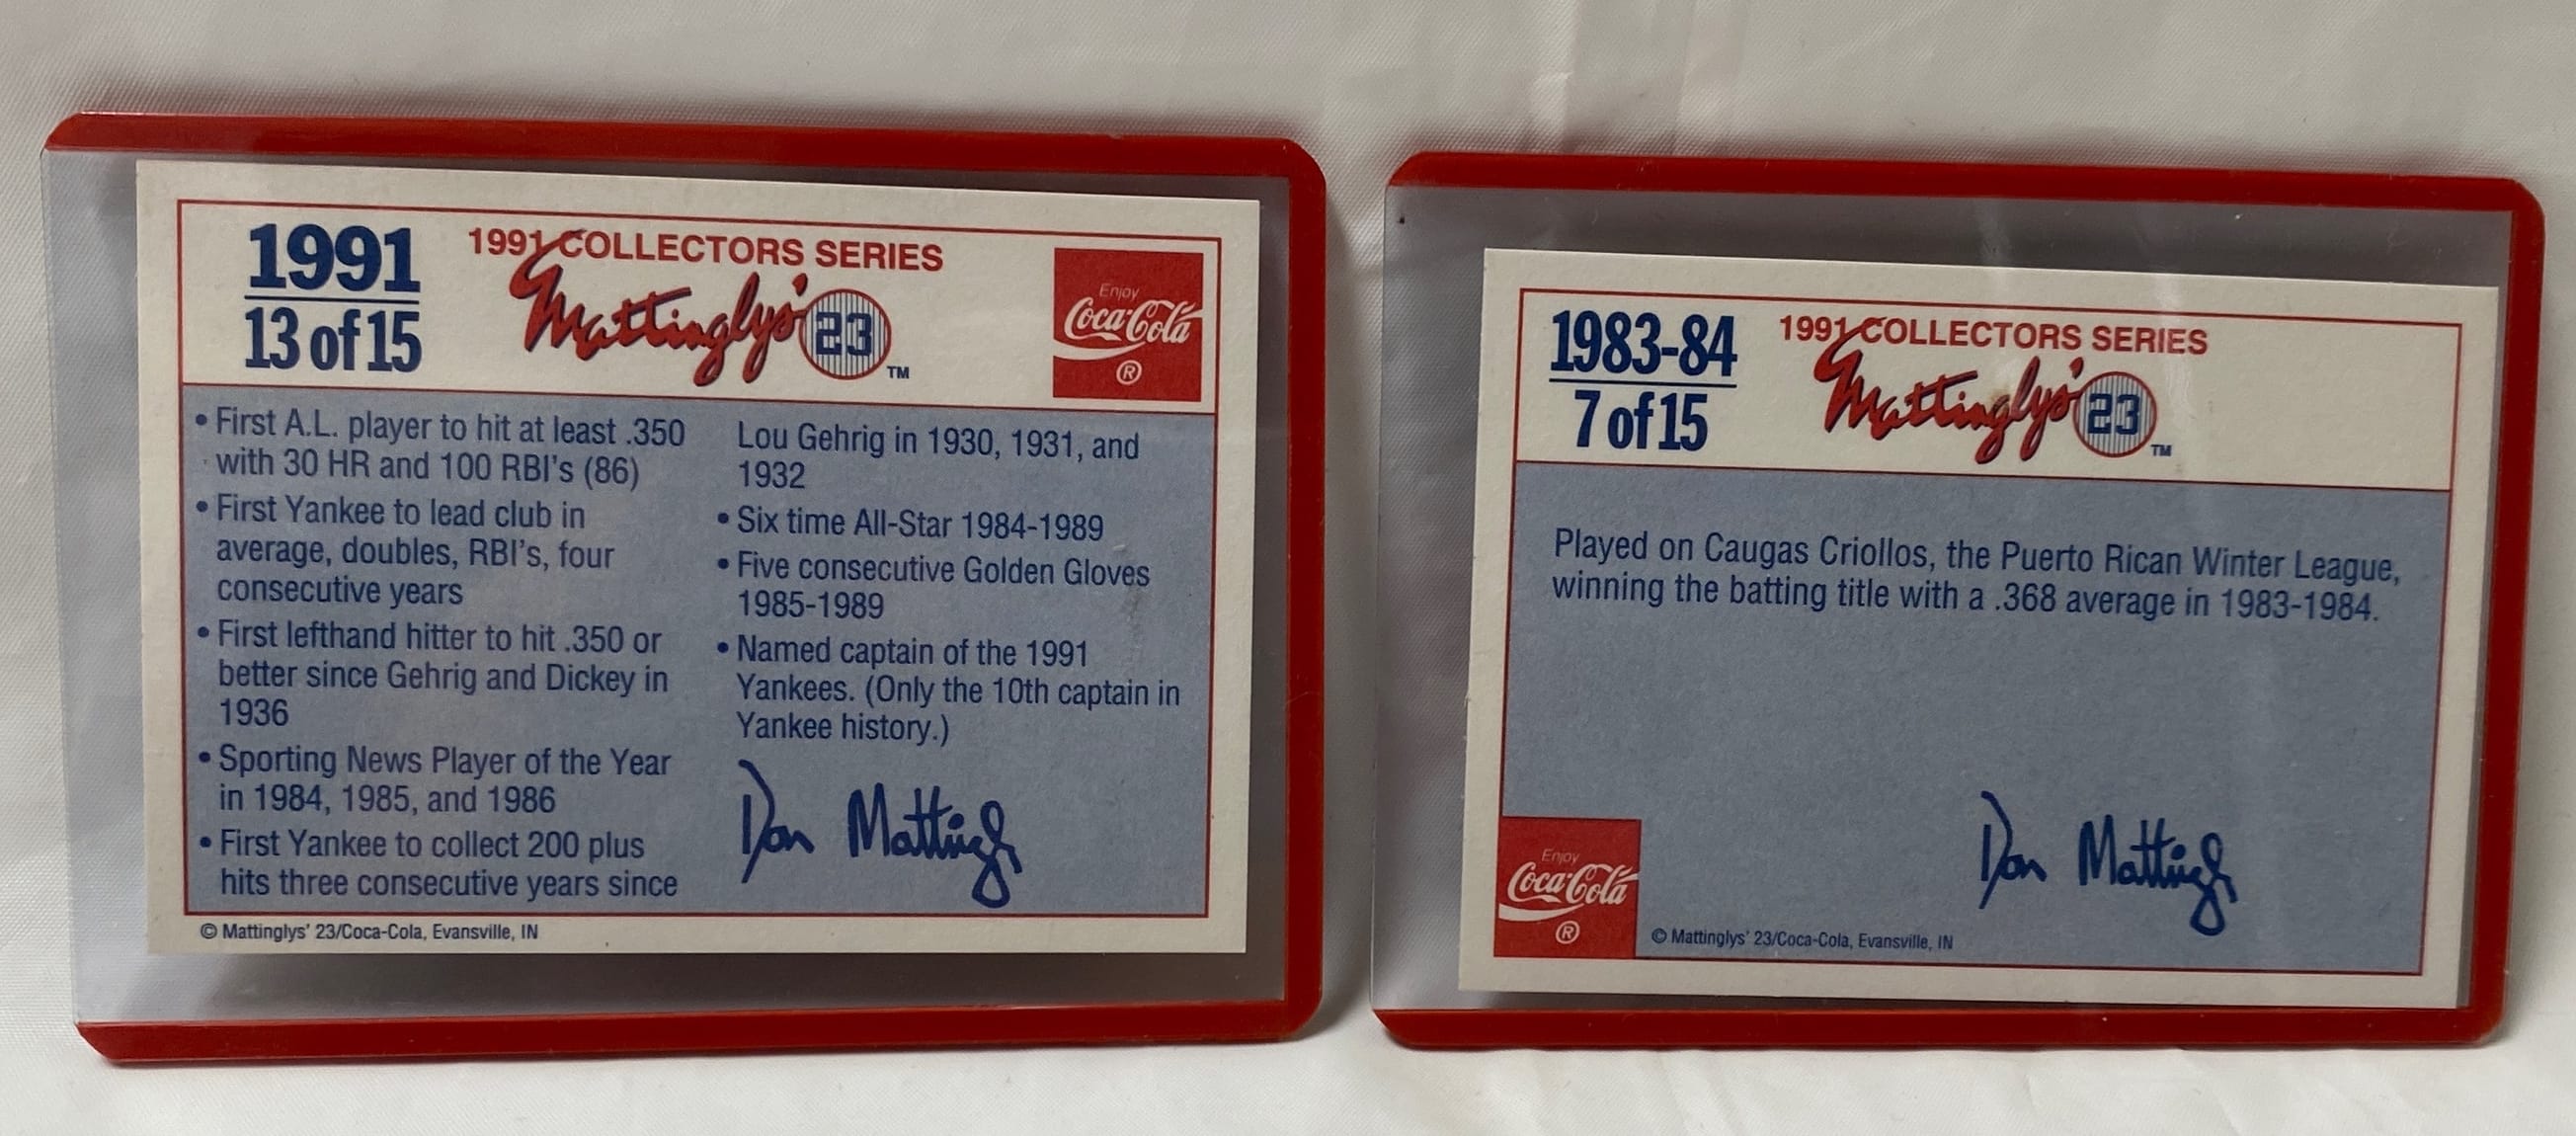 1991
13 of 15
1991 COLLECTORS SERIES
Mattinglys' 23 TM
Enjoy
Coca-Cola
®
• First A.L. player to hit at least .350
with 30 HR and 100 RBI's (86)
• First Yankee to lead club in
average, doubles, RBI's, four
consecutive years
• First lefthand hitter to hit .350 or
better since Gehrig and Dickey in
1936
• Sporting News Player of the Year
in 1984, 1985, and 1986
• First Yankee to collect 200 plus
hits three consecutive years since
Lou Gehrig in 1930, 1931, and
1932
• Six time All-Star 1984-1989
• Five consecutive Golden Gloves
1985-1989
• Named captain of the 1991
Yankees. (Only the 10th captain in
Yankee history.)
Don Mattingly
© Mattinglys' 23/Coca-Cola, Evansville, IN
1983-84
7 of 15
1991 COLLECTORS SERIES
Mattinglys' 23 TM
Played on Caugas Criollos, the Puerto Rican Winter League,
winning the batting title with a .368 average in 1983-1984.
Don Mattingly
Enjoy
Coca-Cola
®
© Mattinglys' 23/Coca-Cola, Evansville, IN